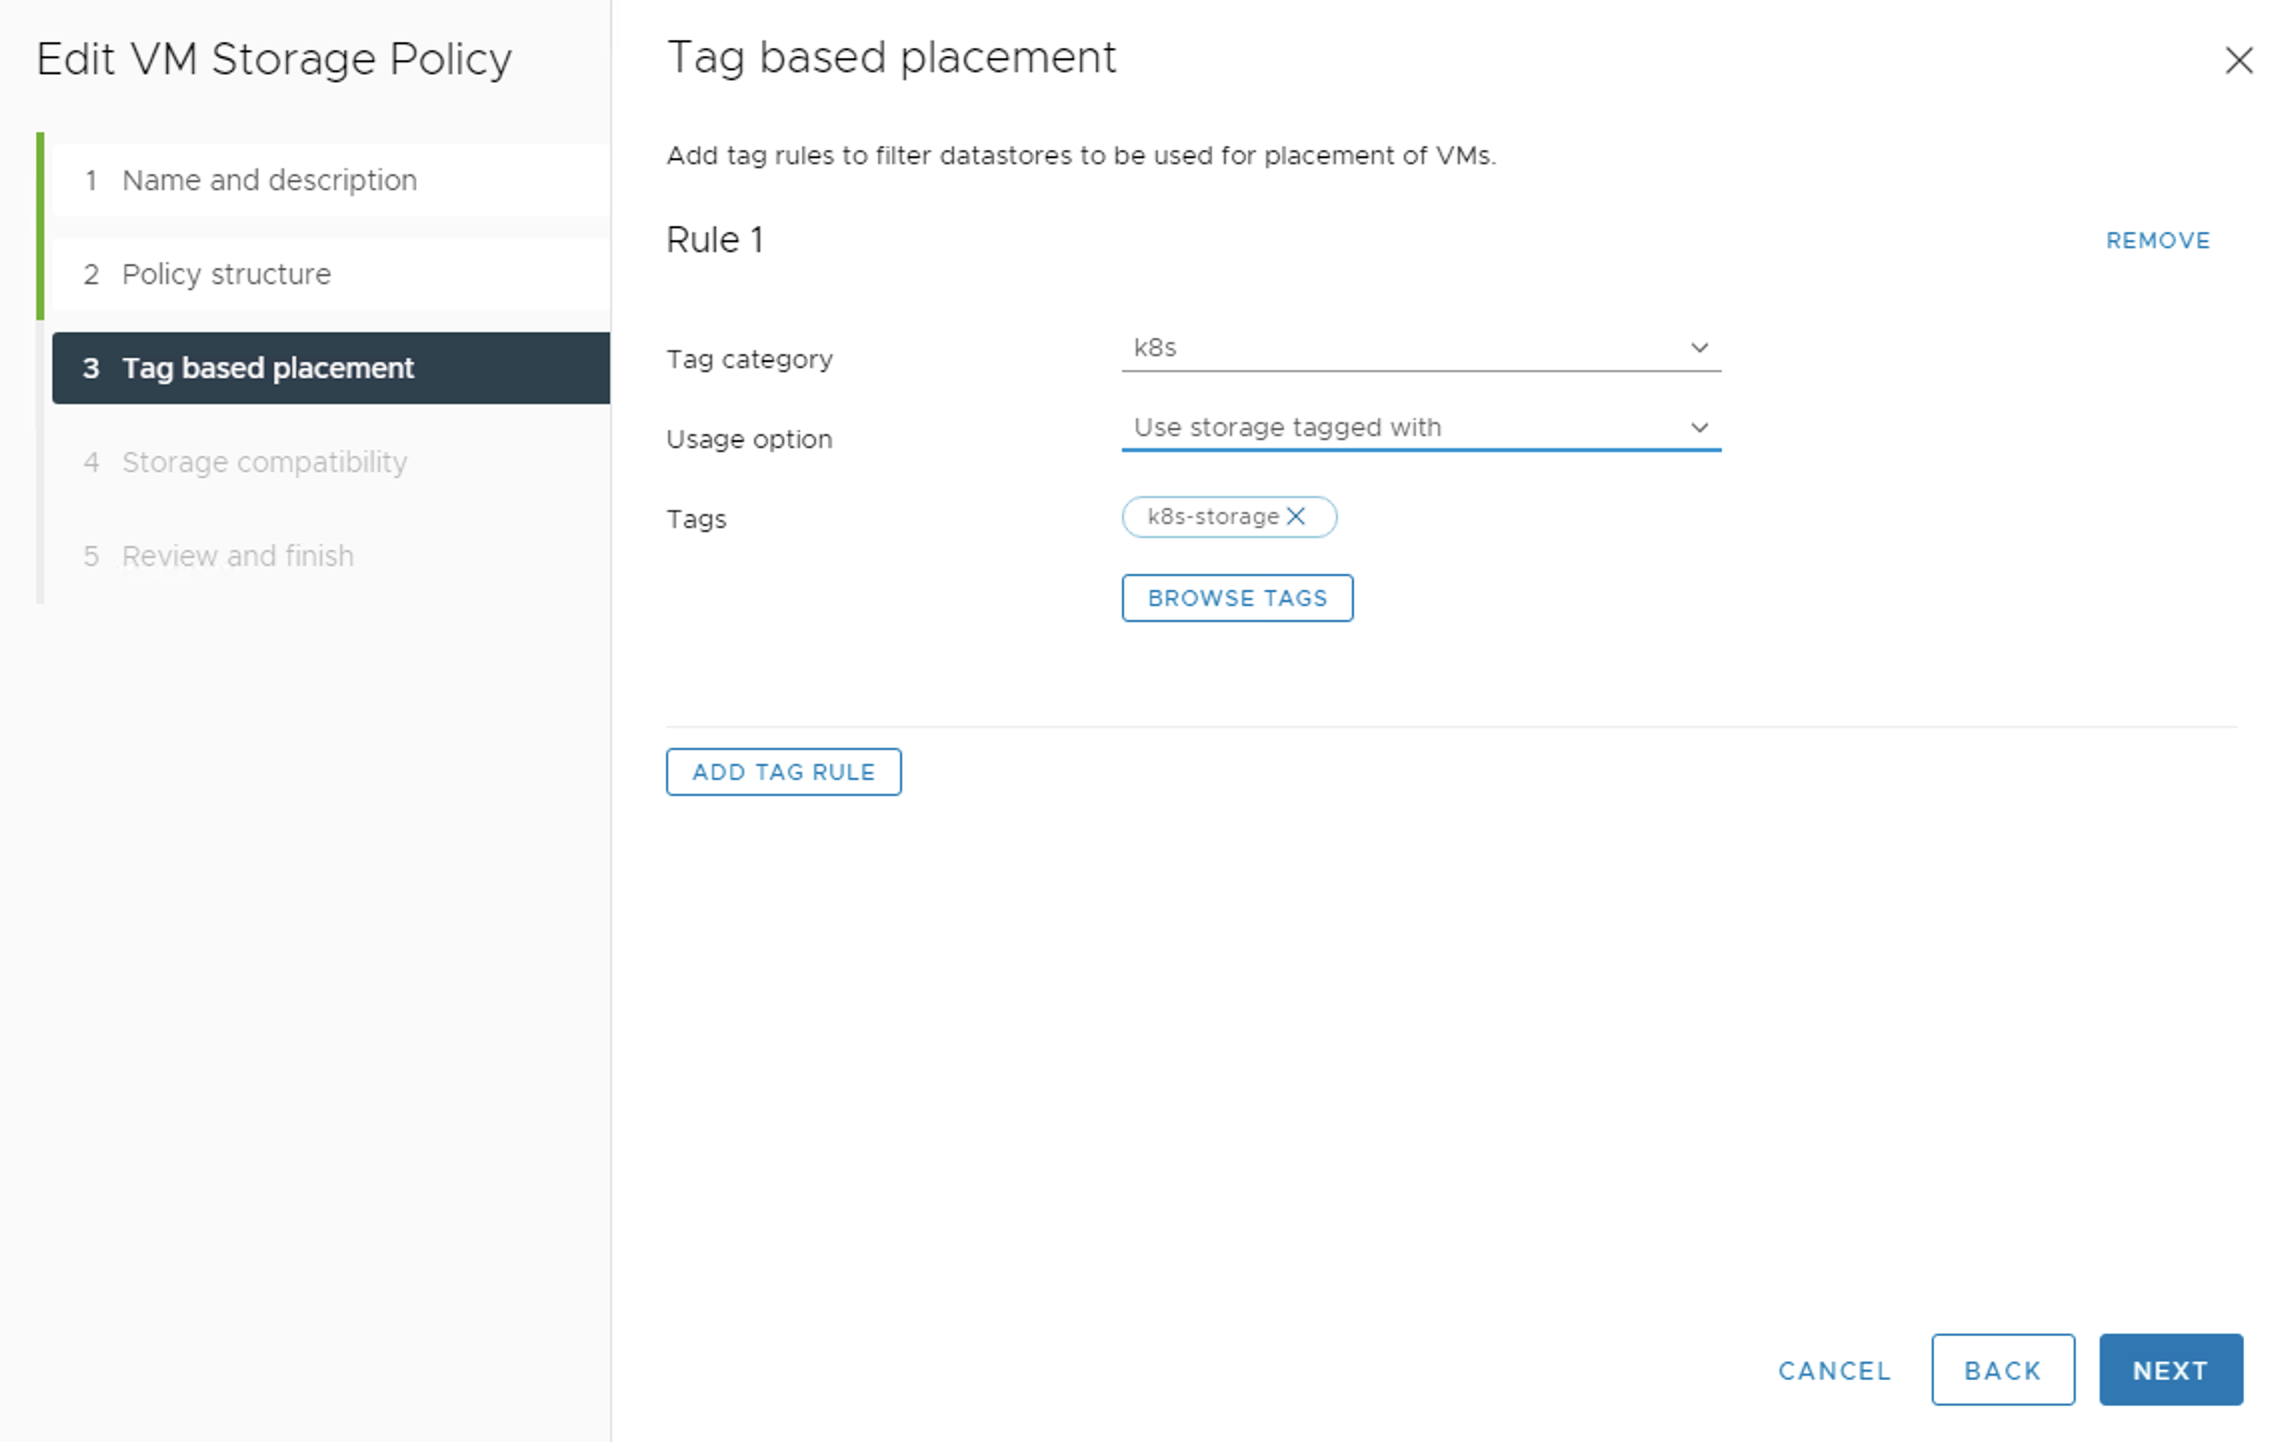 Edit VM Storage Policy
1 Name and description
2 Policy structure
3 Tag based placement
4 Storage compatibility
5 Review and finish
Tag based placement
Add tag rules to filter datastores to be used for placement of VMs.
Rule 1
REMOVE
Tag category
k8s
Usage option
Use storage tagged with
Tags
k8s-storage
BROWSE TAGS
ADD TAG RULE
CANCEL
BACK
NEXT